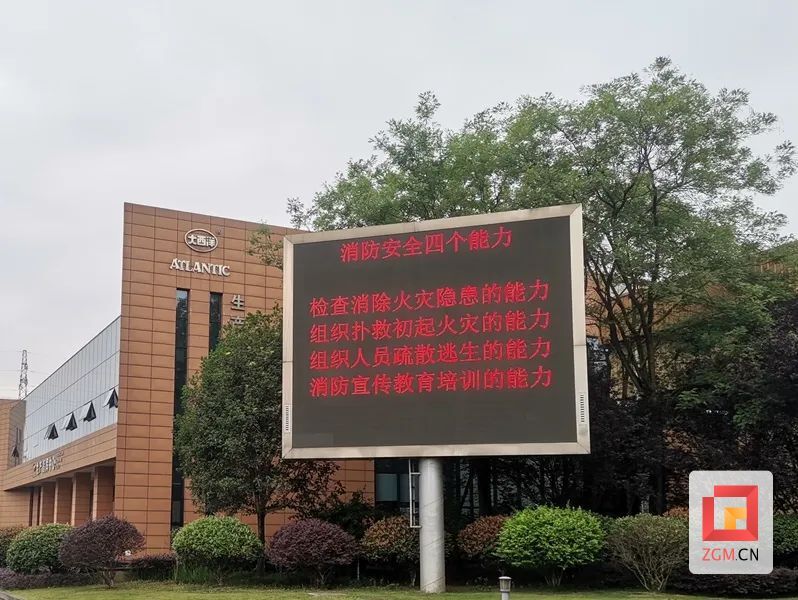 大西洋
ATLANTIC
生
消防安全四个能力
检查消除火灾隐患的能力
组织扑救初起火灾的能力
组织人员疏散逃生的能力
消防宣传教育培训的能力
ZGM.CN